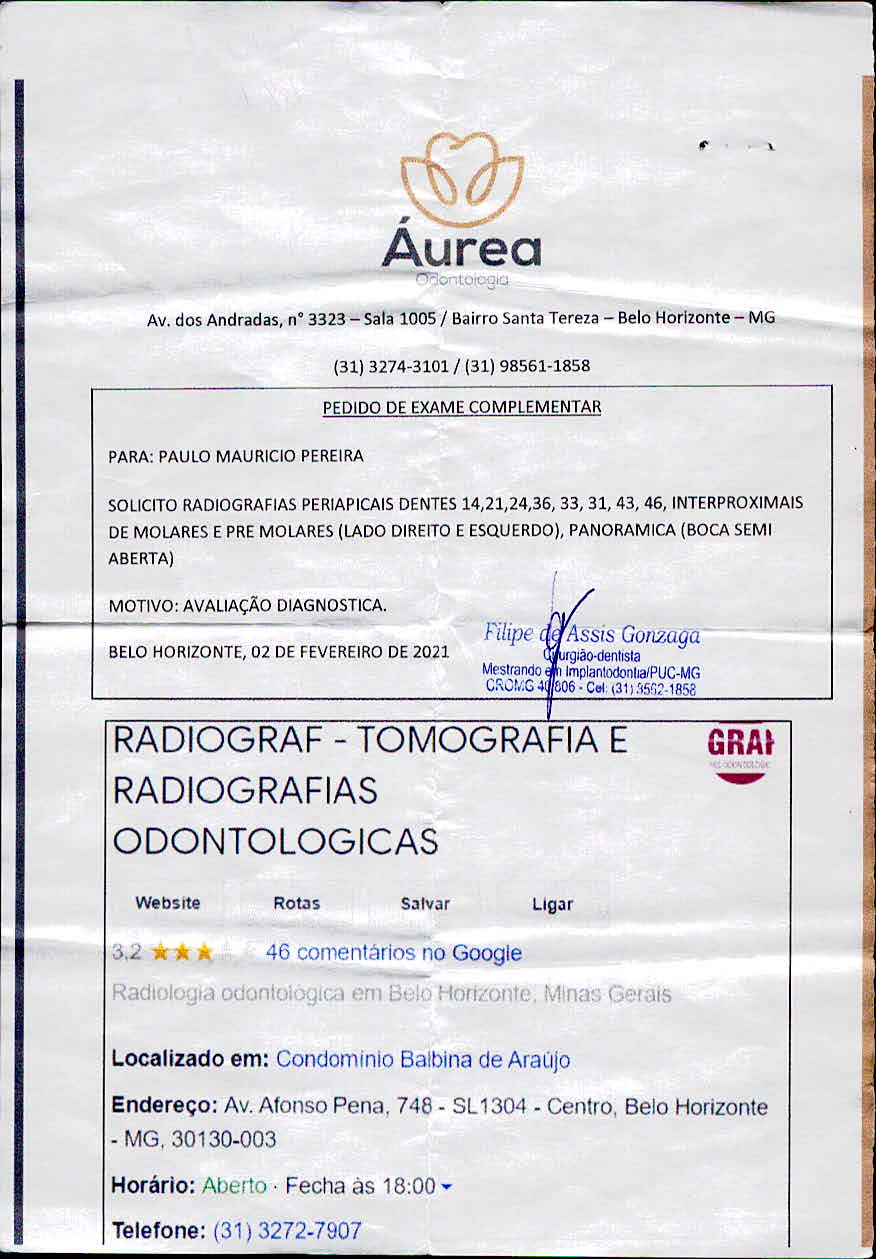 Áurea
Odontologia
Av. dos Andradas, n° 3323 – Sala 1005 / Bairro Santa Tereza – Belo Horizonte – MG
(31) 3274-3101 / (31) 98561-1858
PEDIDO DE EXAME COMPLEMENTAR
PARA: PAULO MAURICIO PEREIRA
SOLICITO RADIOGRAFIAS PERIAPICAIS DENTES 14,21,24,36, 33, 31, 43, 46, INTERPROXIMAIS
DE MOLARES E PRE MOLARES (LADO DIREITO E ESQUERDO), PANORAMICA (BOCA SEMI
ABERTA)
MOTIVO: AVALIAÇÃO DIAGNOSTICA.
BELO HORIZONTE, 02 DE FEVEREIRO DE 2021
Filipe de Assis Gonzaga
Cirurgião-dentista
Mestrando em Implantodontia/PUC-MG
CROMG - Cel: (31)
RADIOGRAF - TOMOGRAFIA E
GRAF
RADIOGRAFIAS
ODONTOLOGICAS
Website Rotas Salvar Ligar
3,2 46 comentários no Google
Radiologia odontológica em Belo Horizonte, Minas Gerais
Localizado em: Condomínio Balbina de Araújo
Endereço: Av. Afonso Pena, 748 - SL1304 - Centro, Belo Horizonte
- MG, 30130-003
Horário: Aberto · Fecha às 18:00
Telefone: (31) 3272-7907